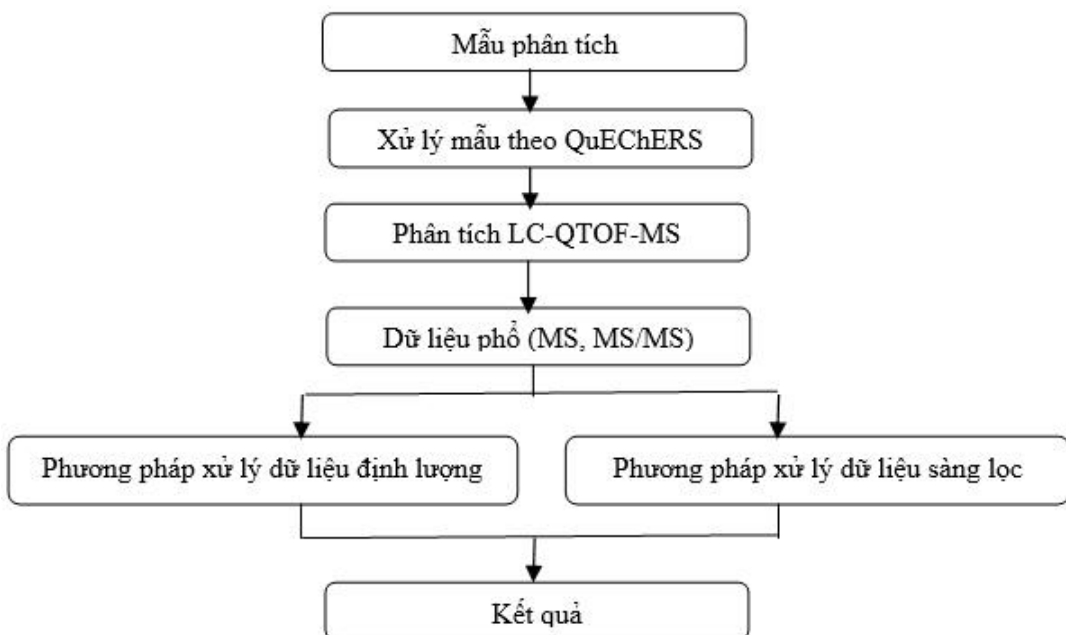 Mẫu phân tích
Xử lý mẫu theo QuEChERS
Phân tích LC-QTOF-MS
Dữ liệu phổ (MS, MS/MS)
Phương pháp xử lý dữ liệu định lượng
Phương pháp xử lý dữ liệu sàng lọc
Kết quả